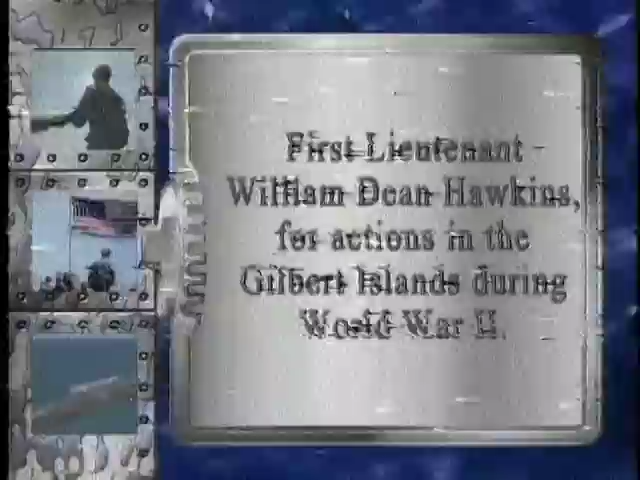 First Lieutenant
William Dean Hawkins,
for actions in the
Gilbert Islands during
World War II.